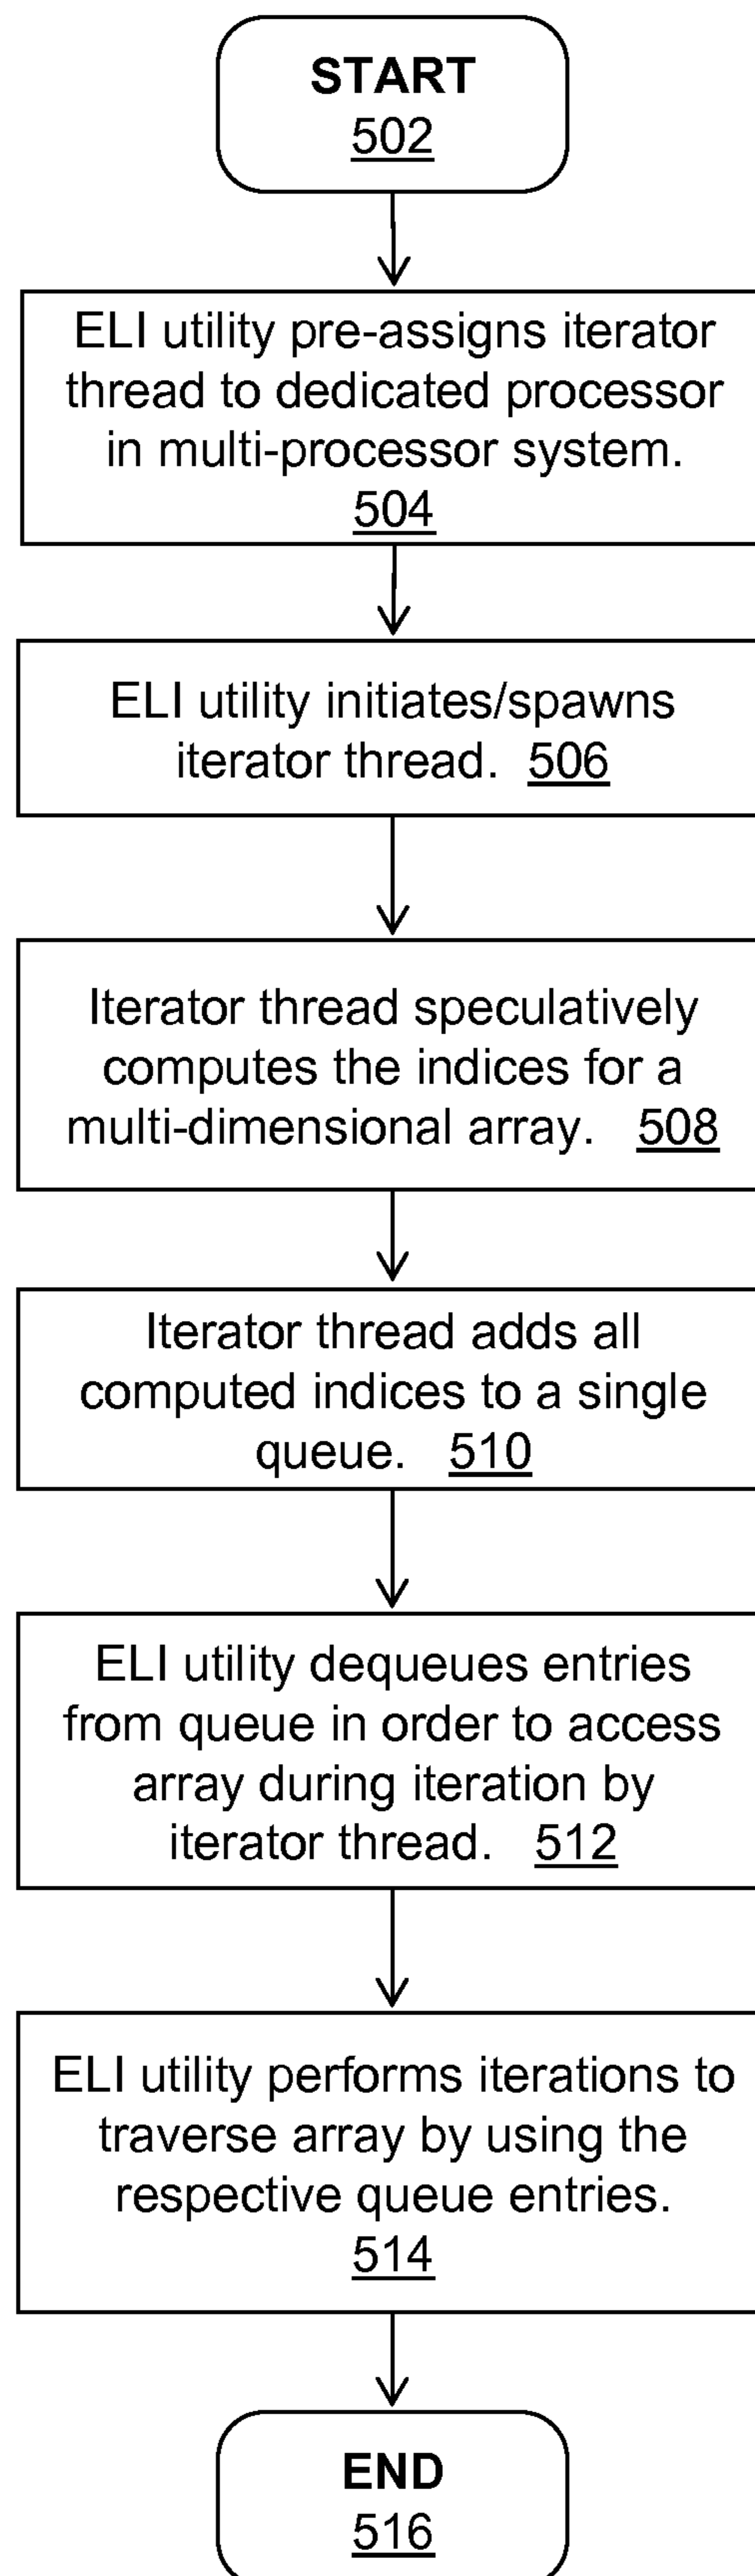 START
502
ELI utility pre-assigns iterator
thread to dedicated processor
in multi-processor system.
504
ELI utility initiates/spawns
iterator thread. 506
Iterator thread speculatively
computes the indices for a
multi-dimensional array. 508
Iterator thread adds all
computed indices to a single
queue. 510
ELI utility dequeues entries
from queue in order to access
array during iteration by
iterator thread. 512
ELI utility performs iterations to
traverse array by using the
respective queue entries.
514
END
516